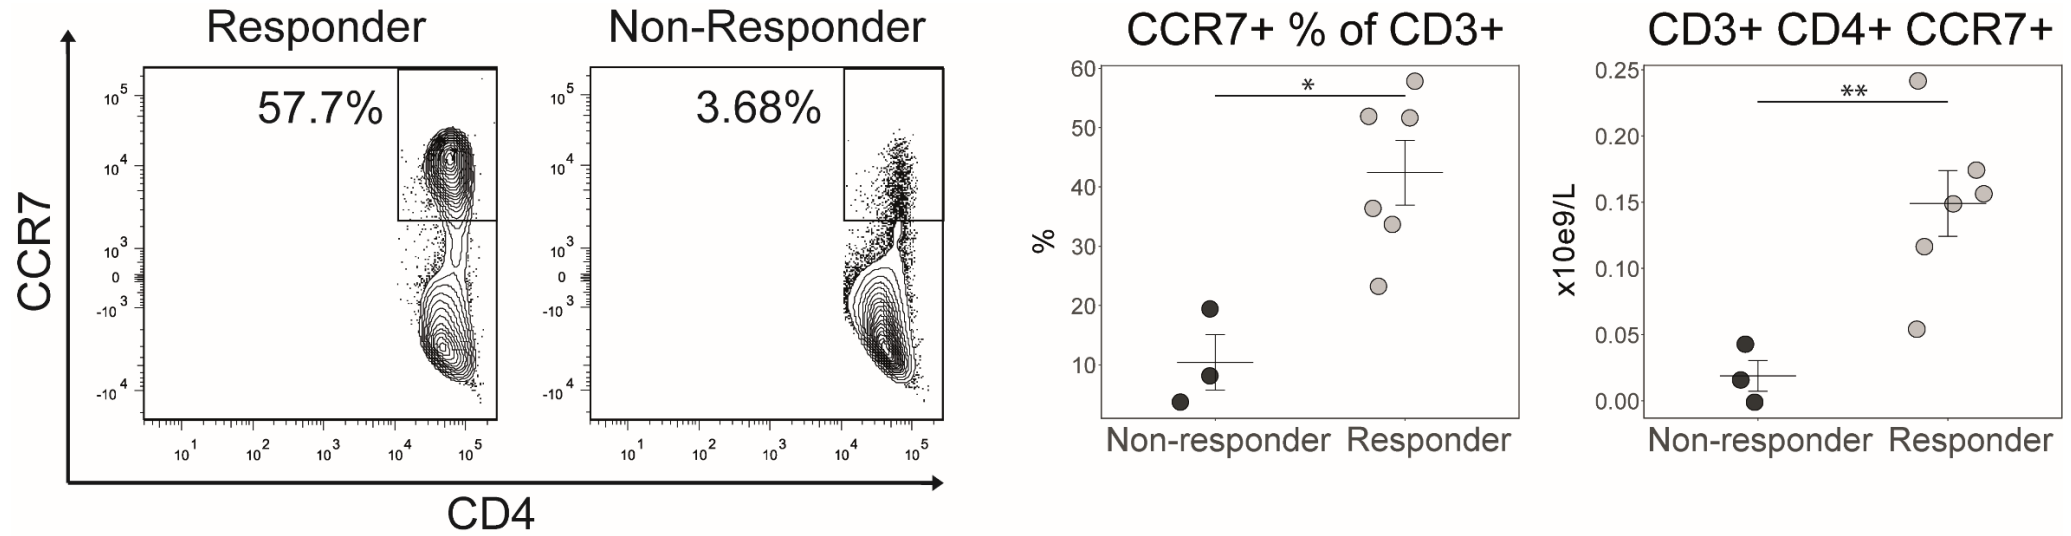 Responder
Non-Responder
CCR7
57.7%
3.68%
10^5
10^4
10^3
0
-10^3
-10^4
10^5
10^4
10^3
0
-10^3
-10^4
10^1 10^2 10^3 10^4 10^5
10^1 10^2 10^3 10^4 10^5
CD4
CCR7+ % of CD3+
%
60
50
40
30
20
10
*
Non-responder Responder
CD3+ CD4+ CCR7+
x10e9/L
0.25
0.20
0.15
0.10
0.05
0.00
**
Non-responder Responder